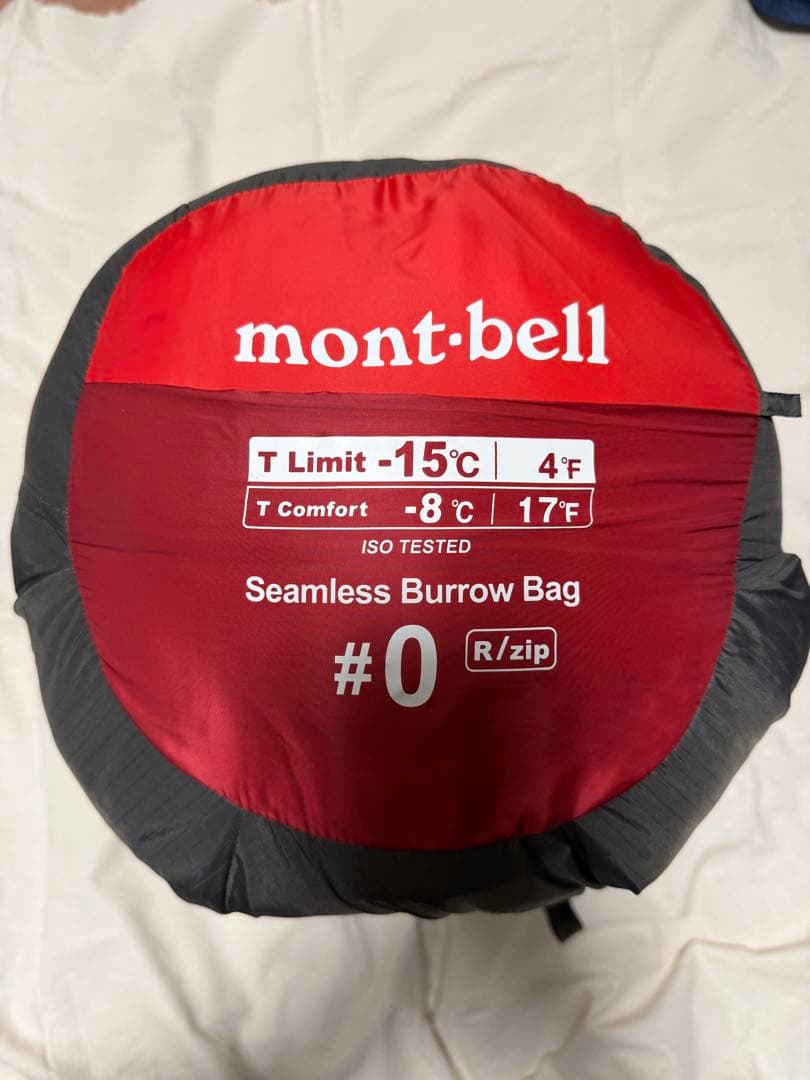 mont·bell
T Limit -15℃ | 4°F
T Comfort -8℃ | 17°F
ISO TESTED
Seamless Burrow Bag
#0 R/zip